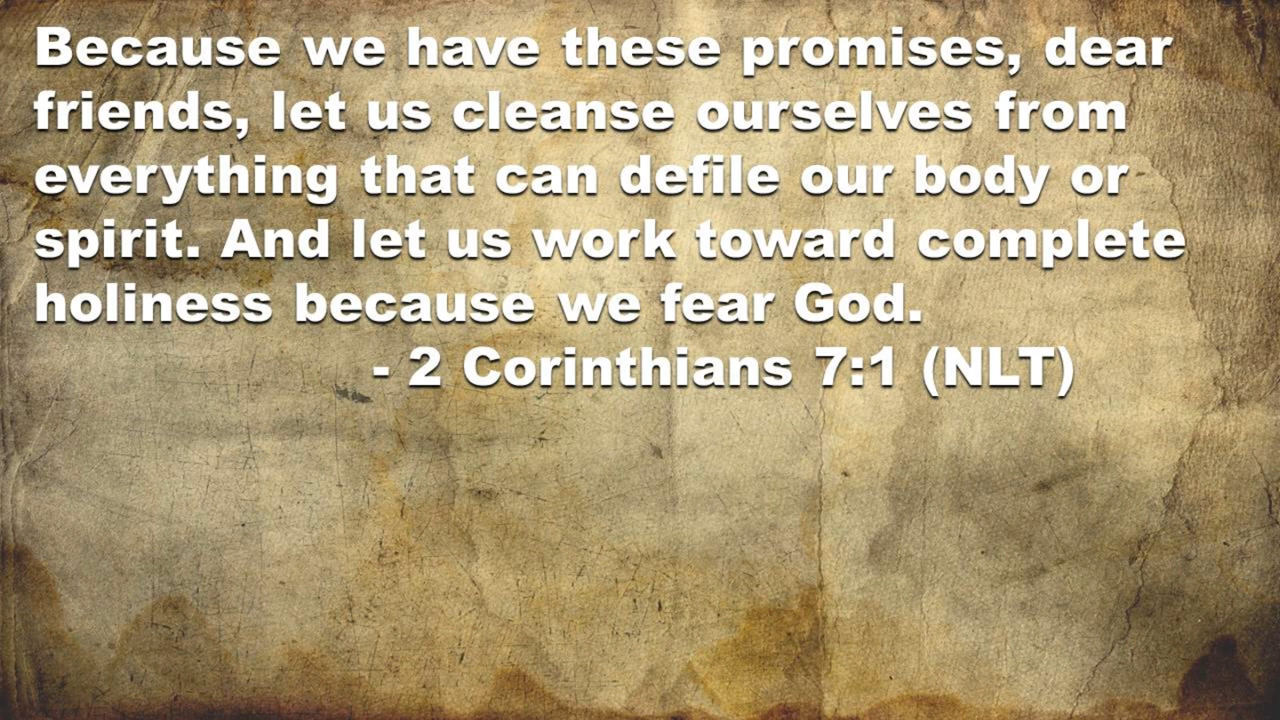 Because we have these promises, dear
friends, let us cleanse ourselves from
everything that can defile our body or
spirit. And let us work toward complete
holiness because we fear God.
- 2 Corinthians 7:1 (NLT)